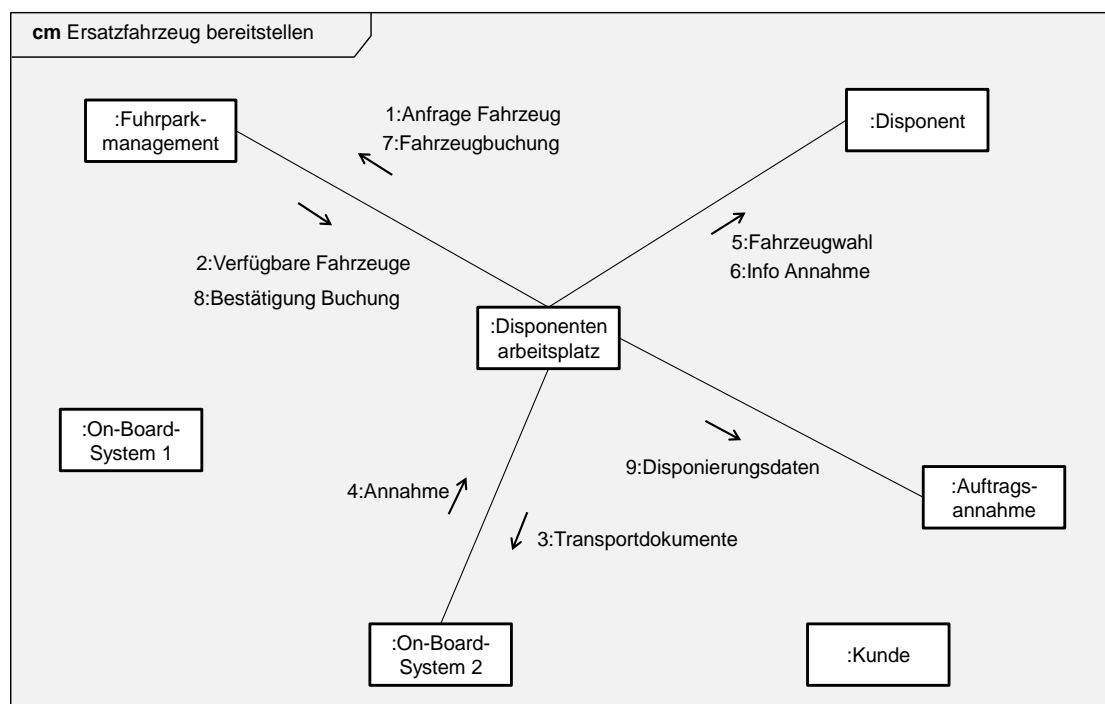 cm Ersatzfahrzeug bereitstellen
:Fuhrpark-
management
1:Anfrage Fahrzeug
7:Fahrzeugbuchung
:Disponent
2:Verfügbare Fahrzeuge
8:Bestätigung Buchung
5:Fahrzeugwahl
6:Info Annahme
:Disponenten
arbeitsplatz
:On-Board-
System 1
9:Disponierungsdaten
4:Annahme
:Auftrags-
annahme
3:Transportdokumente
:On-Board-
System 2
:Kunde